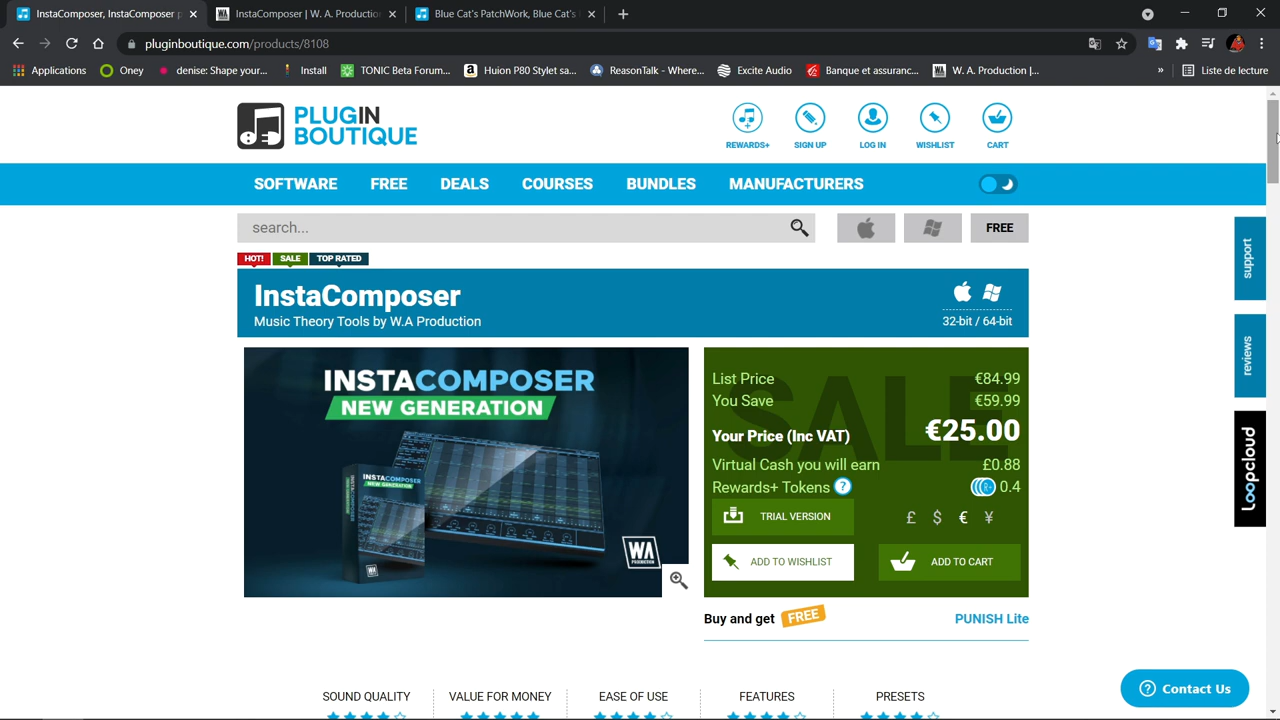 InstaComposer, InstaComposer p
InstaComposer | W. A. Production
Blue Cat's PatchWork, Blue Cat's
pluginboutique.com/products/8108
Applications
Oney
denise: Shape your...
Install
TONIC Beta Forum...
Huion P80 Stylet sa...
ReasonTalk - Where...
Excite Audio
Banque et assuranc...
W. A. Production |...
»
Liste de lecture
PLUGIN
BOUTIQUE
REWARDS+
SIGN UP
LOG IN
WISHLIST
CART
SOFTWARE
FREE
DEALS
COURSES
BUNDLES
MANUFACTURERS
search...
FREE
HOT!
SALE
TOP RATED
InstaComposer
Music Theory Tools by W.A Production
32-bit / 64-bit
INSTACOMPOSER
NEW GENERATION
INSTACOMPOSER
NEW GENERATION
WA
PRODUCTION
SALE
List Price €84.99
You Save €59.99
Your Price (Inc VAT) €25.00
Virtual Cash you will earn £0.88
Rewards+ Tokens ? 0.4
TRIAL VERSION
£ $ € ¥
ADD TO WISHLIST
ADD TO CART
Buy and get FREE PUNISH Lite
SOUND QUALITY
VALUE FOR MONEY
EASE OF USE
FEATURES
PRESETS
support
reviews
loopcloud
Contact Us